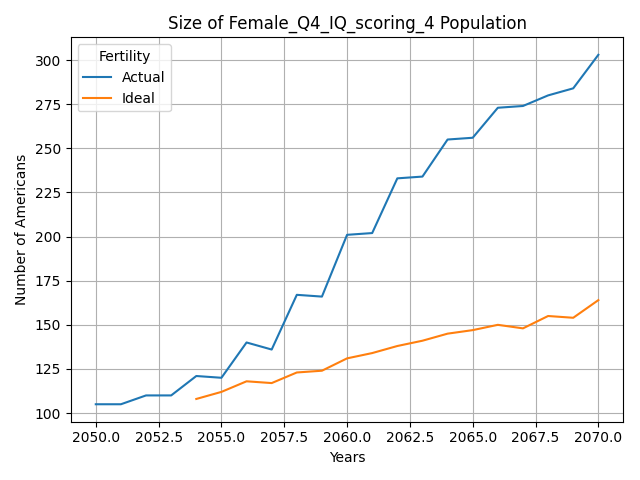 Size of Female_Q4_IQ_scoring_4 Population
Fertility
Actual
Ideal
Number of Americans
300
275
250
225
200
175
150
125
100
2050.0 2052.5 2055.0 2057.5 2060.0 2062.5 2065.0 2067.5 2070.0
Years